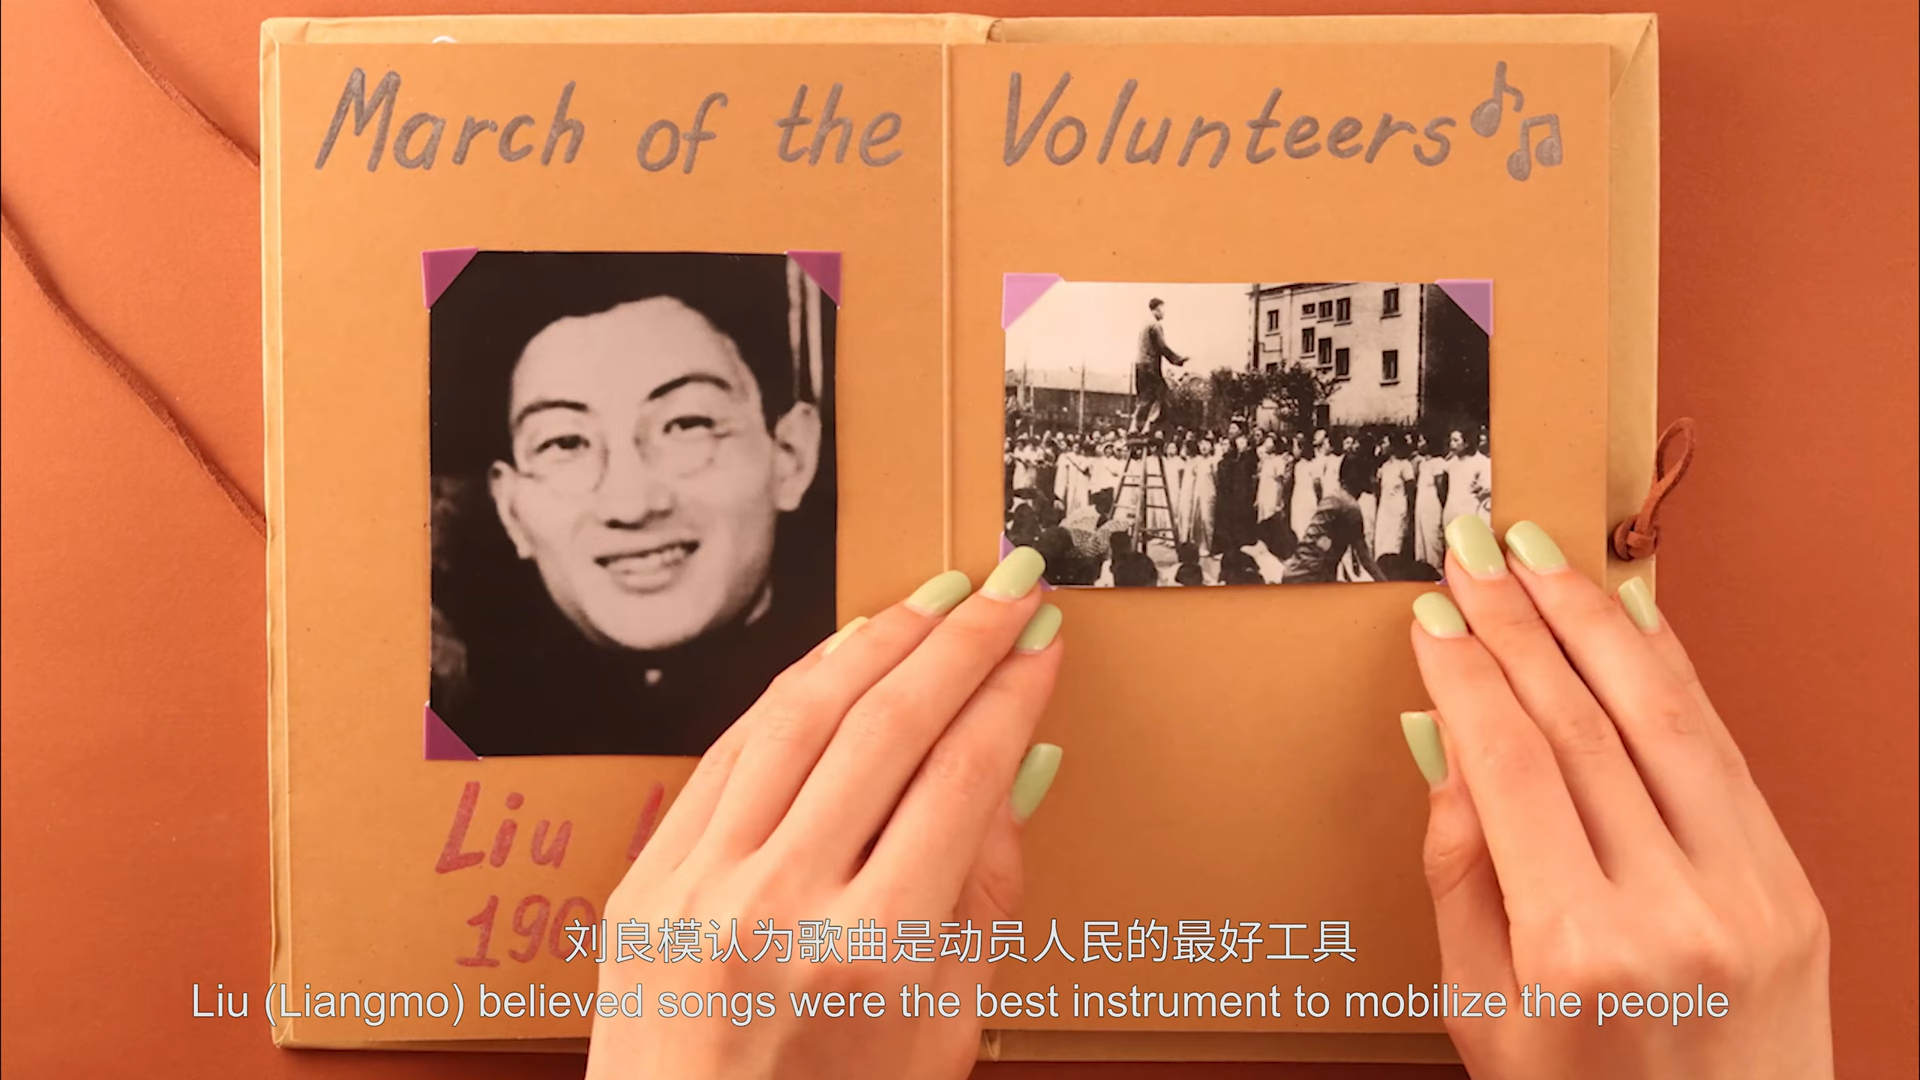 March of the Volunteers
Liu
190
刘良模认为歌曲是动员人民的最好工具
Liu (Liangmo) believed songs were the best instrument to mobilize the people